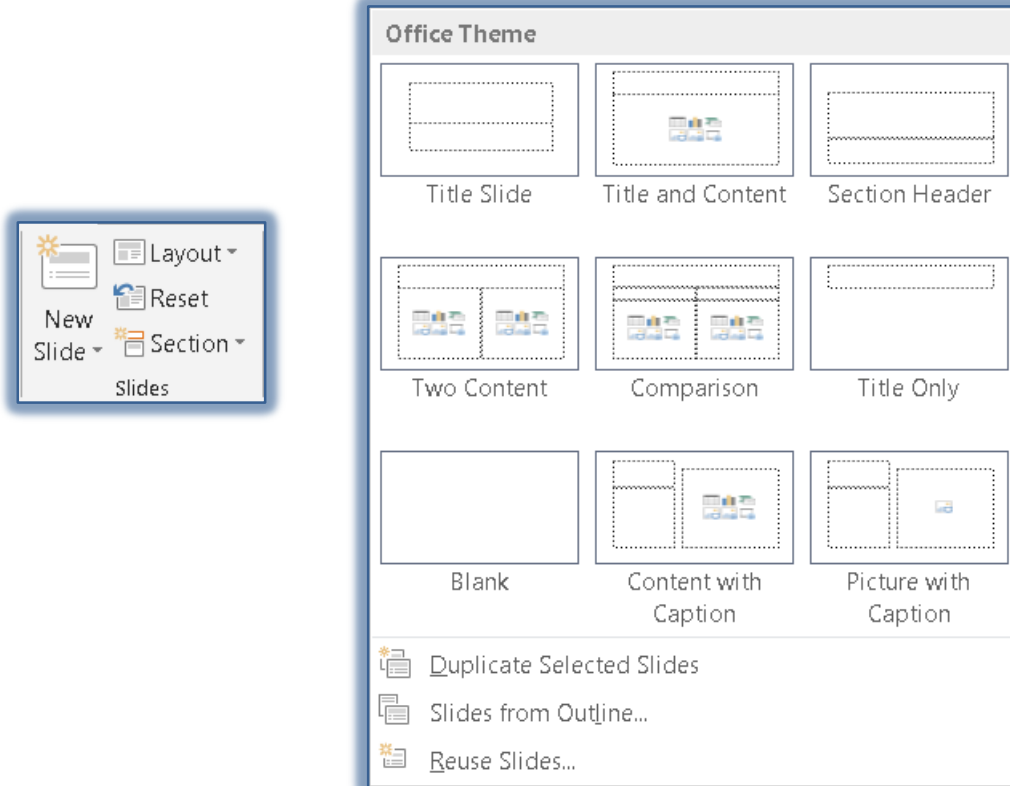 New
Slide
Layout
Reset
Section
Slides
Office Theme
Title Slide
Title and Content
Section Header
Two Content
Comparison
Title Only
Blank
Content with
Caption
Picture with
Caption
Duplicate Selected Slides
Slides from Outline...
Reuse Slides...